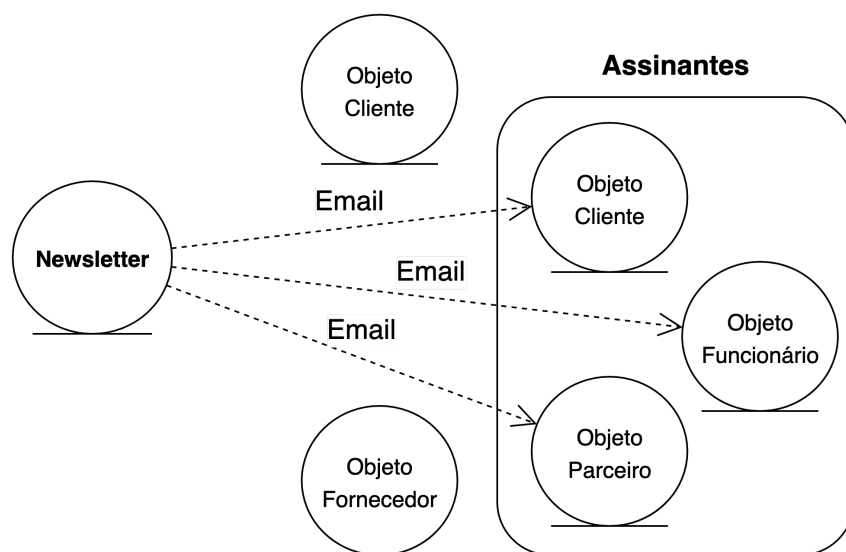 Objeto
Cliente
Assinantes
Objeto
Cliente
Email
Newsletter
Email
Objeto
Funcionário
Email
Objeto
Parceiro
Objeto
Fornecedor